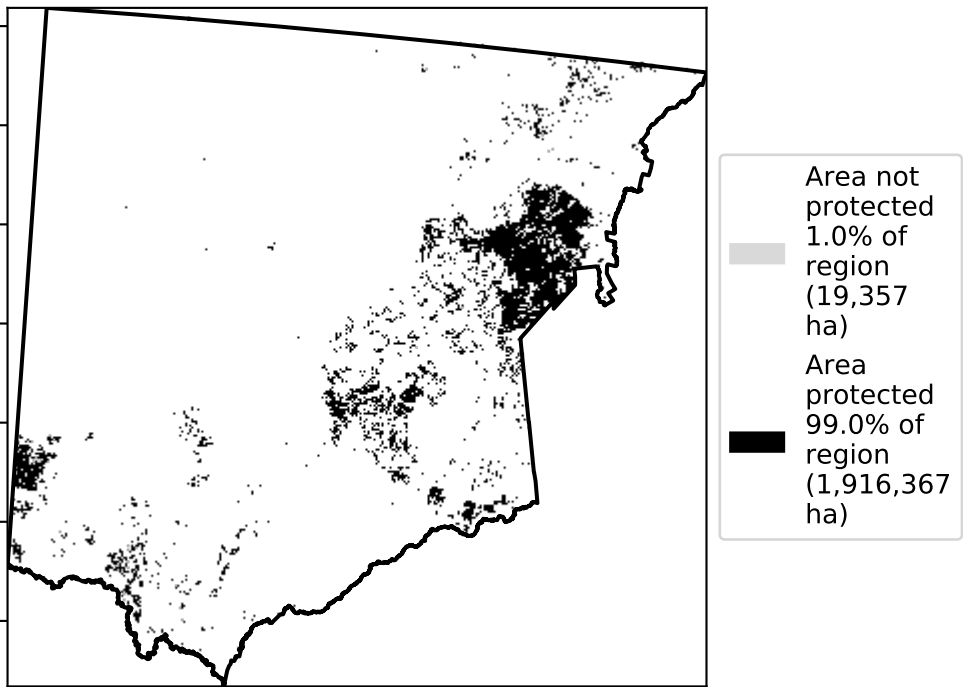 Area not
protected
1.0% of
region
(19,357
ha)
Area
protected
99.0% of
region
(1,916,367
ha)